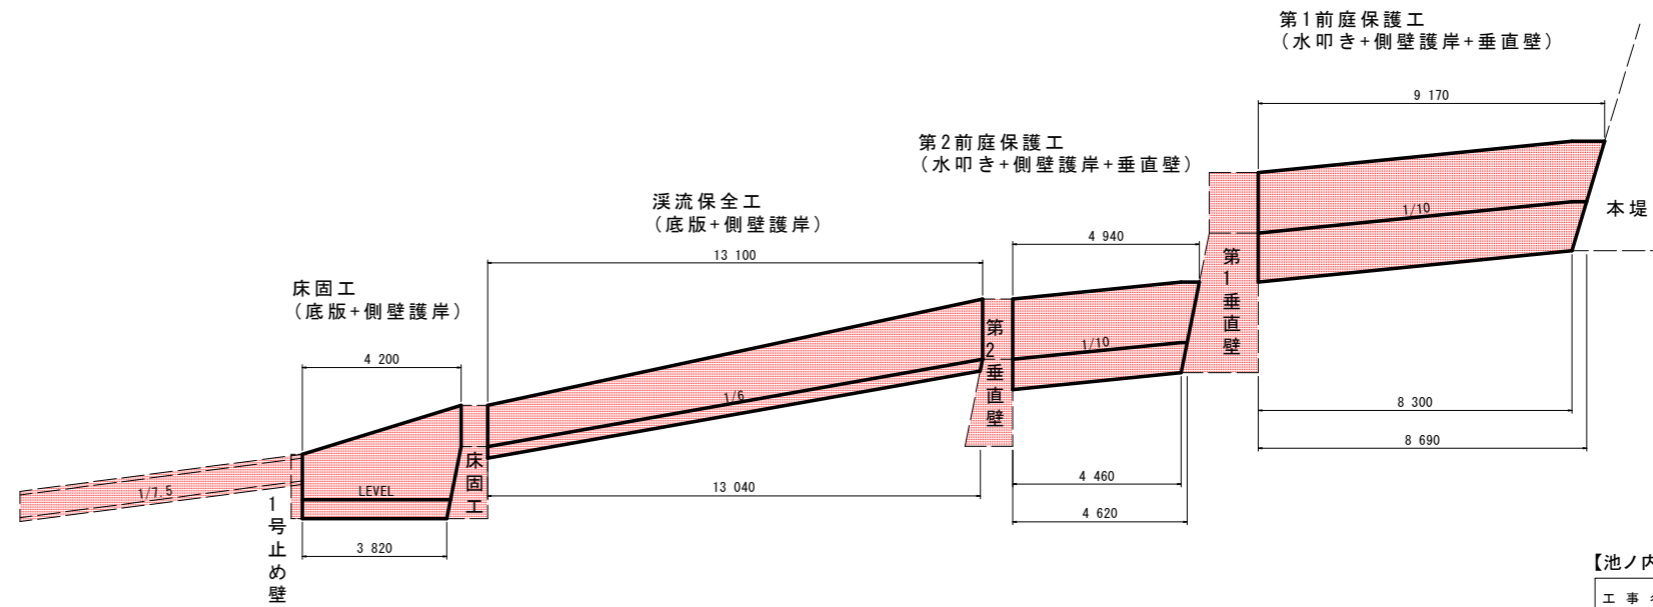 第1前庭保護工
(水叩き+側壁護岸+垂直壁)
9 170
第2前庭保護工
(水叩き+側壁護岸+垂直壁)
渓流保全工
(底版+側壁護岸)
13 100
4 940
1/10
本堤
第1垂直壁
床固工
(底版+側壁護岸)
4 200
第2垂直壁
1/10
1/6
8 300
8 690
床固工
1/7.5
LEVEL
13 040
4 460
4 620
1号止め壁
3 820
【池ノ内
工事